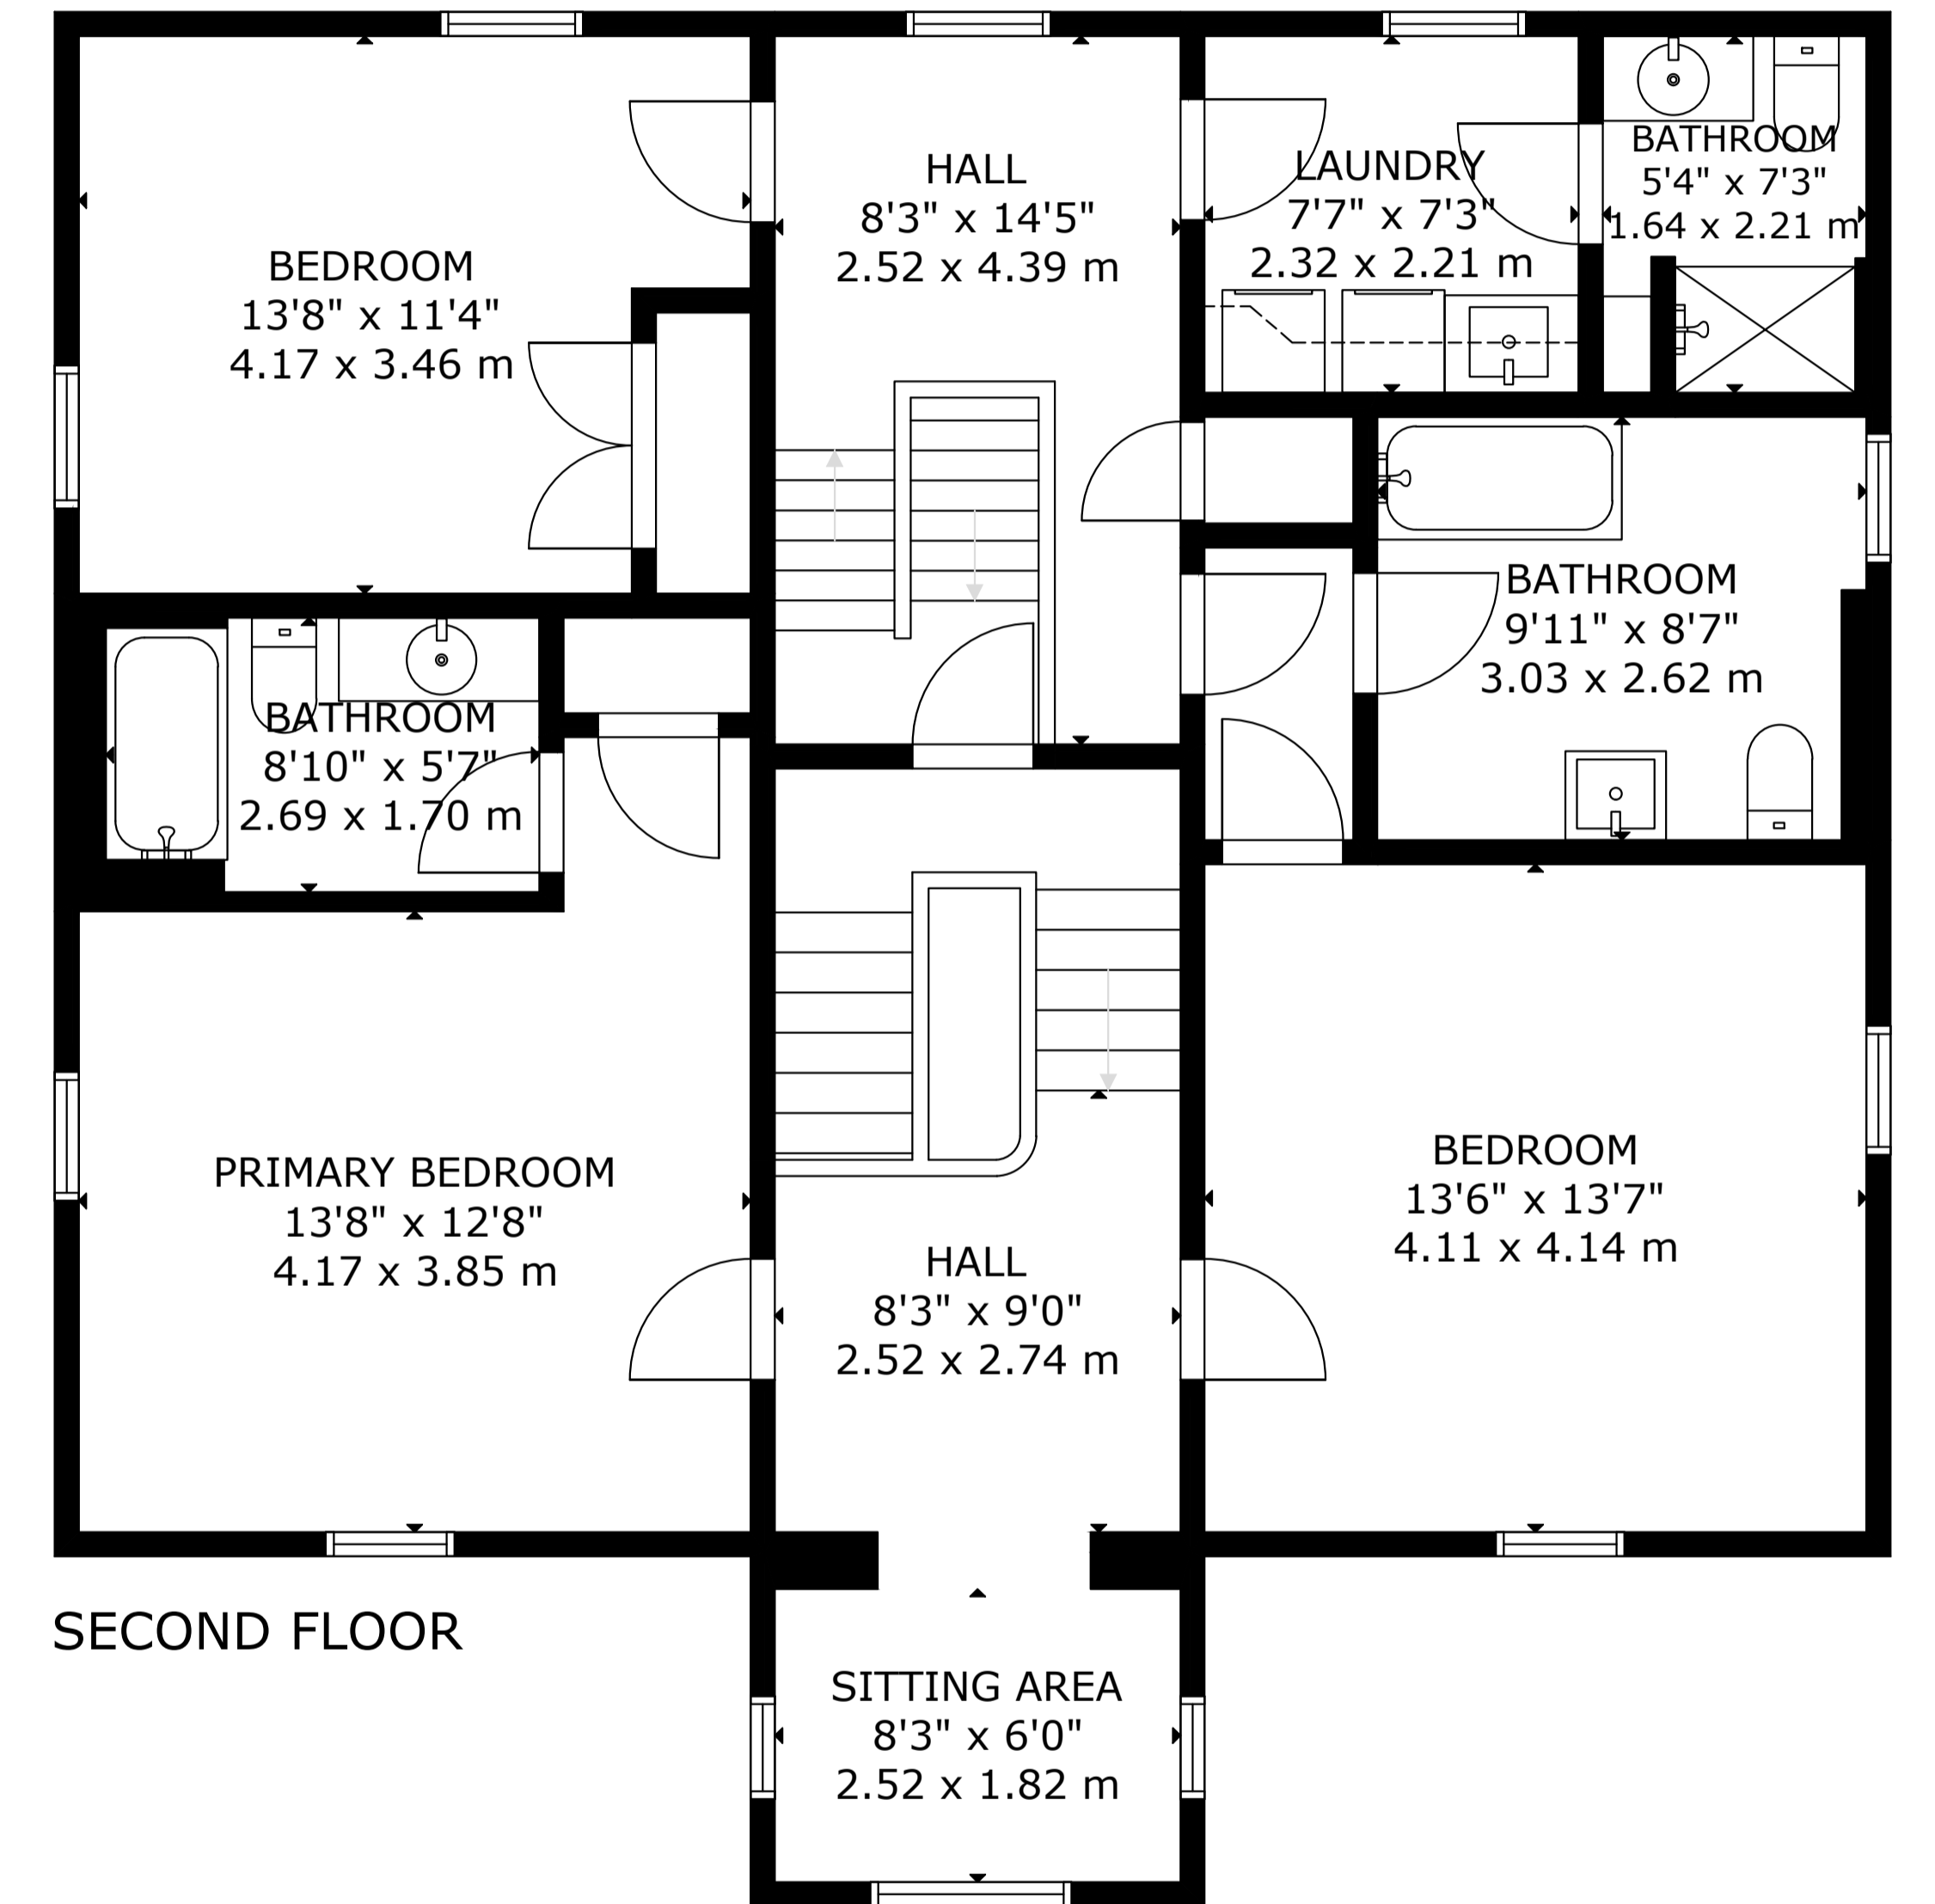 HALL
8'3" x 14'5"
2.52 x 4.39 m
LAUNDRY
7'7" x 7'3"
2.32 x 2.21 m
BATHROOM
5'4" x 7'3"
1.64 x 2.21 m
BEDROOM
13'8" x 11'4"
4.17 x 3.46 m
BATHROOM
9'11" x 8'7"
3.03 x 2.62 m
BATHROOM
8'10" x 5'7"
2.69 x 1.70 m
PRIMARY BEDROOM
13'8" x 12'8"
4.17 x 3.85 m
HALL
8'3" x 9'0"
2.52 x 2.74 m
BEDROOM
13'6" x 13'7"
4.11 x 4.14 m
SECOND FLOOR
SITTING AREA
8'3" x 6'0"
2.52 x 1.82 m